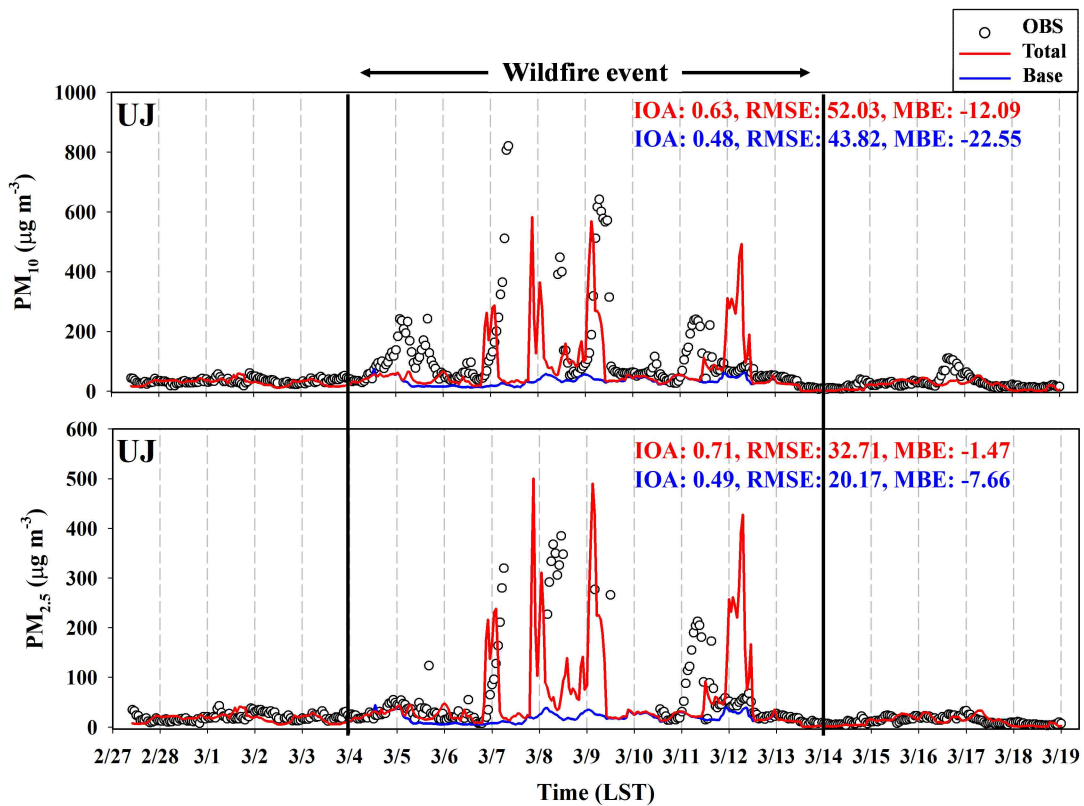 OBS
Total
Base
Wildfire event
1000
800
600
400
200
0
PM10 (μg m-3)
UJ
IOA: 0.63, RMSE: 52.03, MBE: -12.09
IOA: 0.48, RMSE: 43.82, MBE: -22.55
600
500
400
300
200
100
0
PM2.5 (μg m-3)
UJ
IOA: 0.71, RMSE: 32.71, MBE: -1.47
IOA: 0.49, RMSE: 20.17, MBE: -7.66
2/27 2/28 3/1 3/2 3/3 3/4 3/5 3/6 3/7 3/8 3/9 3/10 3/11 3/12 3/13 3/14 3/15 3/16 3/17 3/18 3/19
Time (LST)